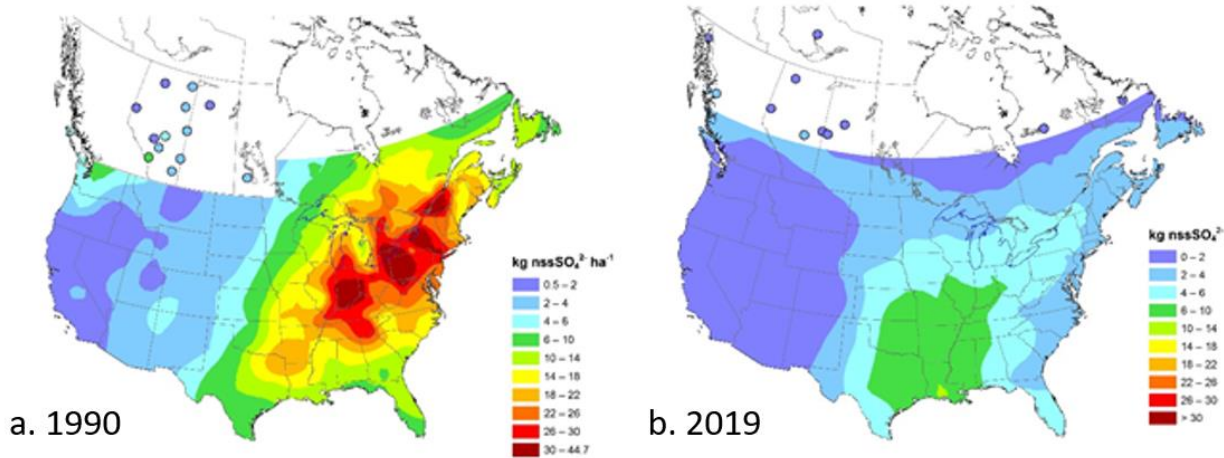 kg nssSO₄²⁻ ha⁻¹
0.5 – 2
2 – 4
4 – 6
6 – 10
10 – 14
14 – 18
18 – 22
22 – 26
26 – 30
30 – 44.7
a. 1990
kg nssSO₄²⁻
0 – 2
2 – 4
4 – 6
6 – 10
10 – 14
14 – 18
18 – 22
22 – 26
26 – 30
> 30
b. 2019